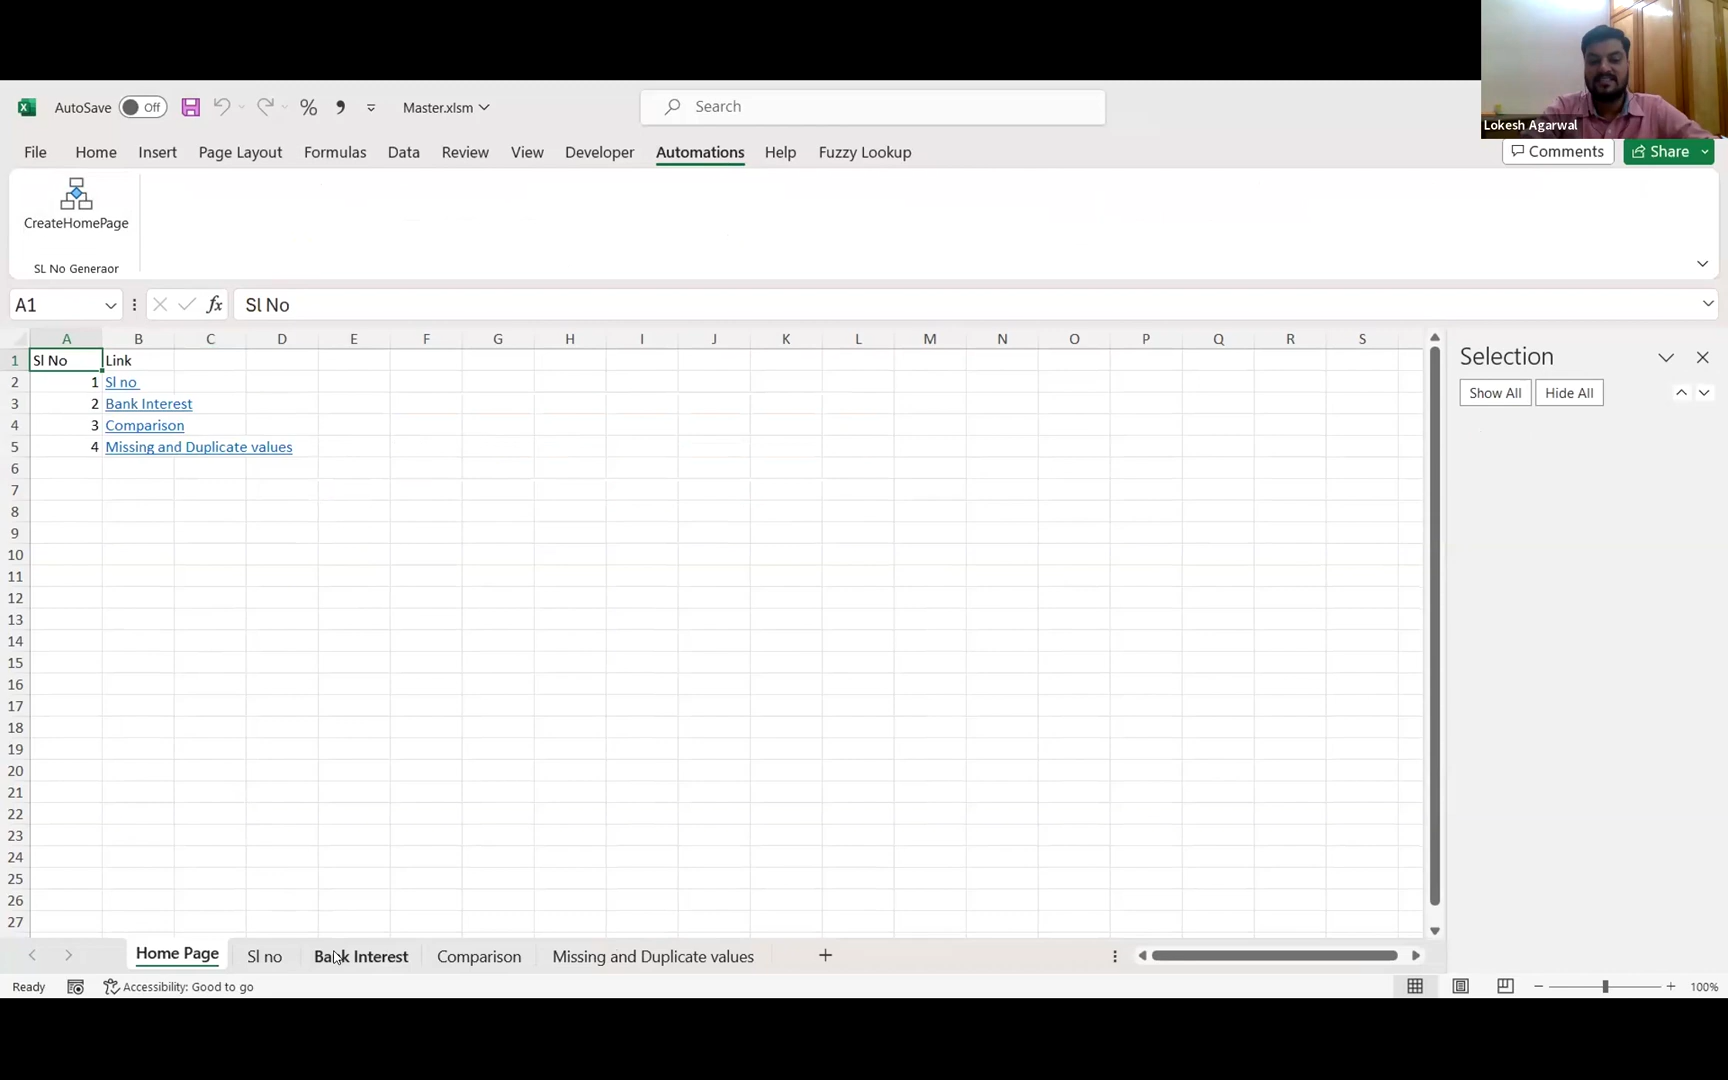 Lokesh Agarwal
AutoSave Off % , Master.xlsm Search
File Home Insert Page Layout Formulas Data Review View Developer Automations Help Fuzzy Lookup Comments Share
CreateHomePage
SL No Generaor
A1 fx Sl No
A B C D E F G H I J K L M N O P Q R S
1 Sl No Link
2 1 Sl no
3 2 Bank Interest
4 3 Comparison
5 4 Missing and Duplicate values
6
7
8
9
10
11
12
13
14
15
16
17
18
19
20
21
22
23
24
25
26
27
Selection
Show All Hide All
Home Page Sl no Bank Interest Comparison Missing and Duplicate values +
Ready Accessibility: Good to go 100%